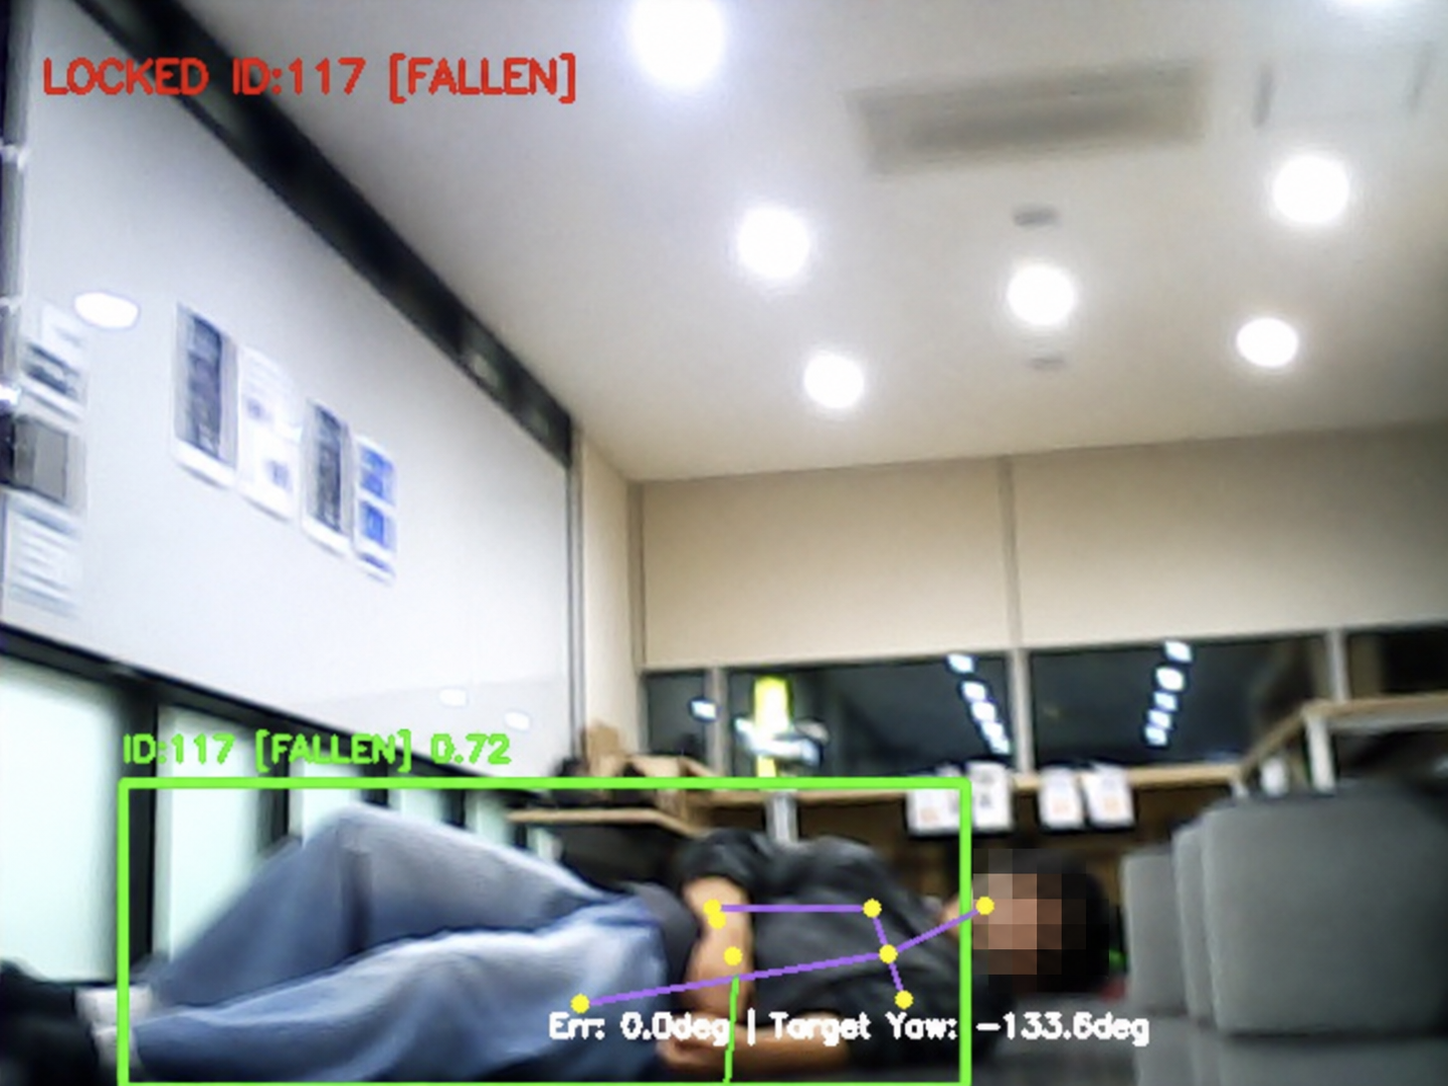 LOCKED ID:117 [FALLEN]
ID:117 [FALLEN] 0.72
Err: 0.0deg | Target Yaw: -133.6deg